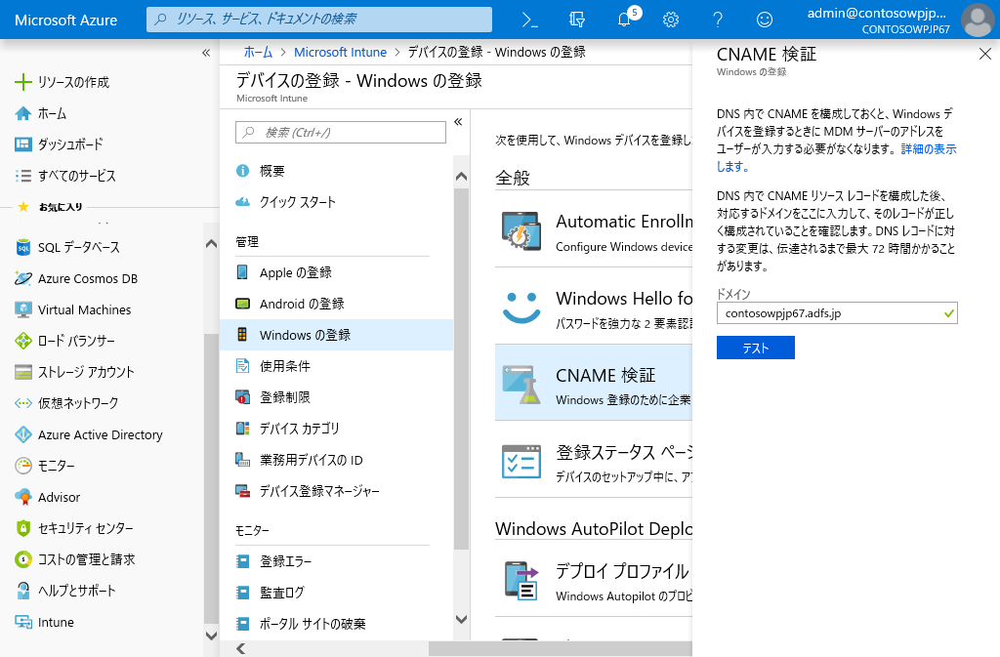 Microsoft Azure
リソース、サービス、ドキュメントの検索
5
admin@contosowpjp...
CONTOSOWPJP67
リソースの作成
ホーム
ダッシュボード
すべてのサービス
お気に入り
SQL データベース
Azure Cosmos DB
Virtual Machines
ロード バランサー
ストレージ アカウント
仮想ネットワーク
Azure Active Directory
モニター
Advisor
セキュリティ センター
コストの管理と請求
ヘルプとサポート
Intune
ホーム > Microsoft Intune > デバイスの登録 - Windows の登録
デバイスの登録 - Windows の登録
Microsoft Intune
検索 (Ctrl+/)
概要
クイック スタート
管理
Apple の登録
Android の登録
Windows の登録
使用条件
登録制限
デバイス カテゴリ
業務用デバイスの ID
デバイス登録マネージャー
モニター
登録エラー
監査ログ
ポータル サイトの破棄
次を使用して、Windows デバイスを登録し
全般
Automatic Enrollm
Configure Windows device
Windows Hello fo
パスワードを強力な 2 要素認
CNAME 検証
Windows 登録のために企業
登録ステータス ペー
デバイスのセットアップ中に、ア
Windows AutoPilot Deplo
デプロイ プロファイル
Windows Autopilot のプロビ
CNAME 検証
Windows の登録
DNS 内で CNAME を構成しておくと、Windows デ
バイスを登録するときに MDM サーバーのアドレスを
ユーザーが入力する必要がなくなります。 詳細の表示
します。
DNS 内で CNAME リソース レコードを構成した後、
対応するドメインをここに入力して、そのレコードが正し
く構成されていることを確認します。DNS レコードに対
する変更は、伝達されるまで最大 72 時間かかること
があります。
ドメイン
contosowpjp67.adfs.jp
テスト